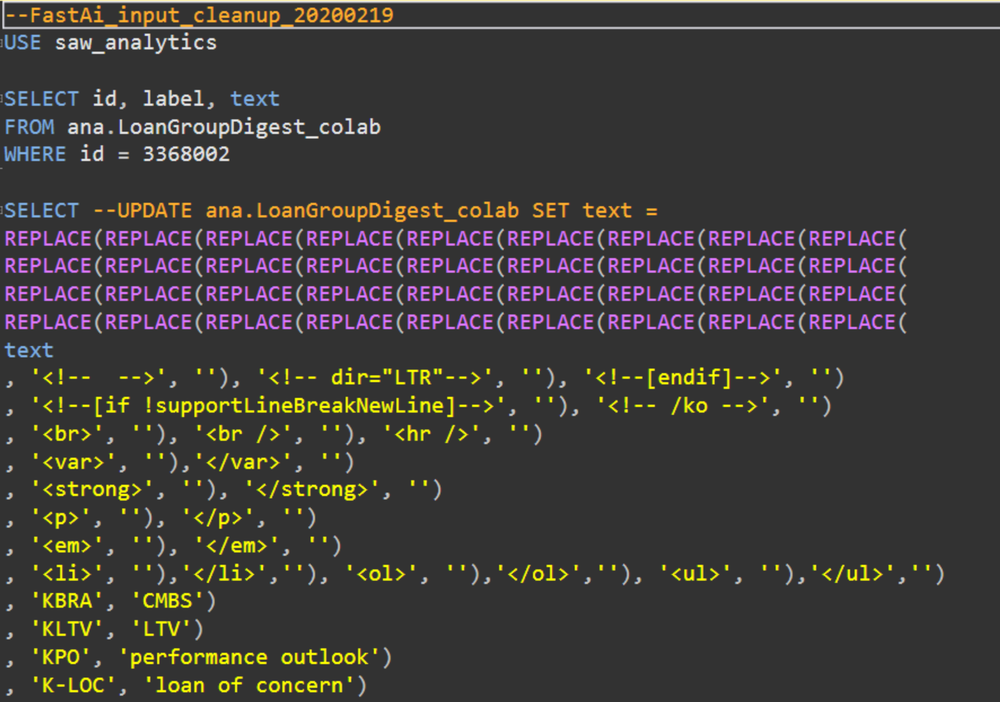 --FastAi_input_cleanup_20200219
USE saw_analytics
SELECT id, label, text
FROM ana.LoanGroupDigest_colab
WHERE id = 3368002
SELECT --UPDATE ana.LoanGroupDigest_colab SET text =
REPLACE(REPLACE(REPLACE(REPLACE(REPLACE(REPLACE(REPLACE(REPLACE(REPLACE(
REPLACE(REPLACE(REPLACE(REPLACE(REPLACE(REPLACE(REPLACE(REPLACE(REPLACE(
REPLACE(REPLACE(REPLACE(REPLACE(REPLACE(REPLACE(REPLACE(REPLACE(REPLACE(
REPLACE(REPLACE(REPLACE(REPLACE(REPLACE(REPLACE(REPLACE(REPLACE(REPLACE(
text
, '<!--  -->', ''), '<!-- dir="LTR"-->', ''), '<!--[endif]-->', '')
, '<!--[if !supportLineBreakNewLine]-->', ''), '<!-- /ko -->', '')
, '<br>', ''), '<br />', ''), '<hr />', '')
, '<var>', ''),'</var>', '')
, '<strong>', ''), '</strong>', '')
, '<p>', ''), '</p>', '')
, '<em>', ''), '</em>', '')
, '<li>', ''),'</li>',''), '<ol>', ''),'</ol>',''), '<ul>', ''),'</ul>','')
, 'KBRA', 'CMBS')
, 'KLTV', 'LTV')
, 'KPO', 'performance outlook')
, 'K-LOC', 'loan of concern')